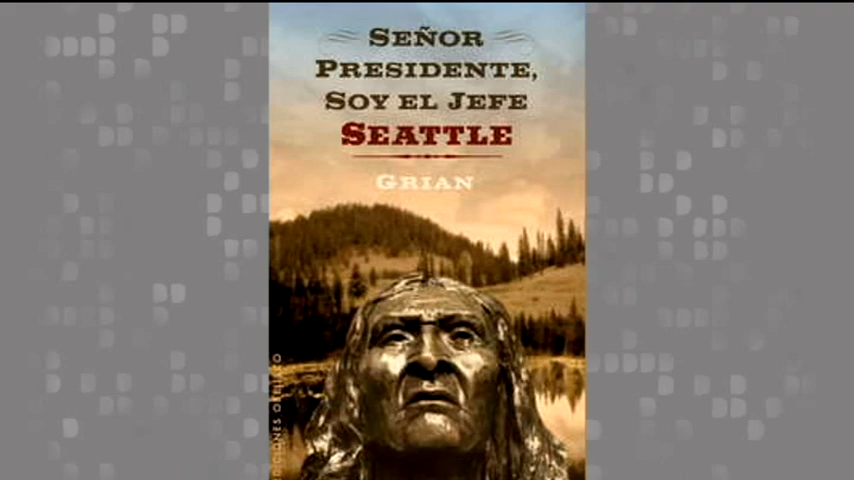 SEÑOR
PRESIDENTE,
SOY EL JEFE
SEATTLE
GRIAN